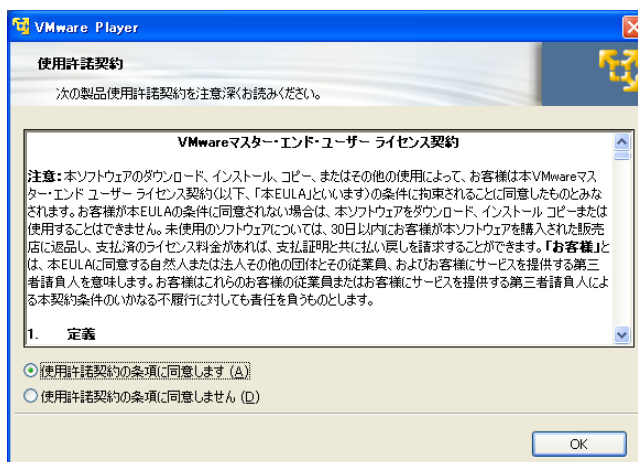 VMware Player
使用許諾契約
次の製品使用許諾契約を注意深くお読みください。
VMwareマスター・エンド・ユーザー ライセンス契約
注意:本ソフトウェアのダウンロード、インストール、コピー、またはその他の使用によって、お客様は本VMwareマス
ター・エンド ユーザー ライセンス契約(以下、「本EULA」といいます)の条件に拘束されることに同意したものとみな
されます。お客様が本EULAの条件に同意されない場合は、本ソフトウェアをダウンロード、インストール コピーまたは
使用することはできません。未使用のソフトウェアについては、30日以内にお客様が本ソフトウェアを購入された販売
店に返品し、支払済のライセンス料金があれば、支払証明と共に払い戻しを請求することができます。「お客様」と
は、本EULAに同意する自然人または法人その他の団体とその従業員、およびお客様にサービスを提供する第三
者請負人を意味します。お客様はこれらのお客様の従業員またはお客様にサービスを提供する第三者請負人によ
る本契約条件のいかなる不履行に対しても責任を負うものとします。
1. 定義
使用許諾契約の条項に同意します (A)
使用許諾契約の条項に同意しません (D)
OK